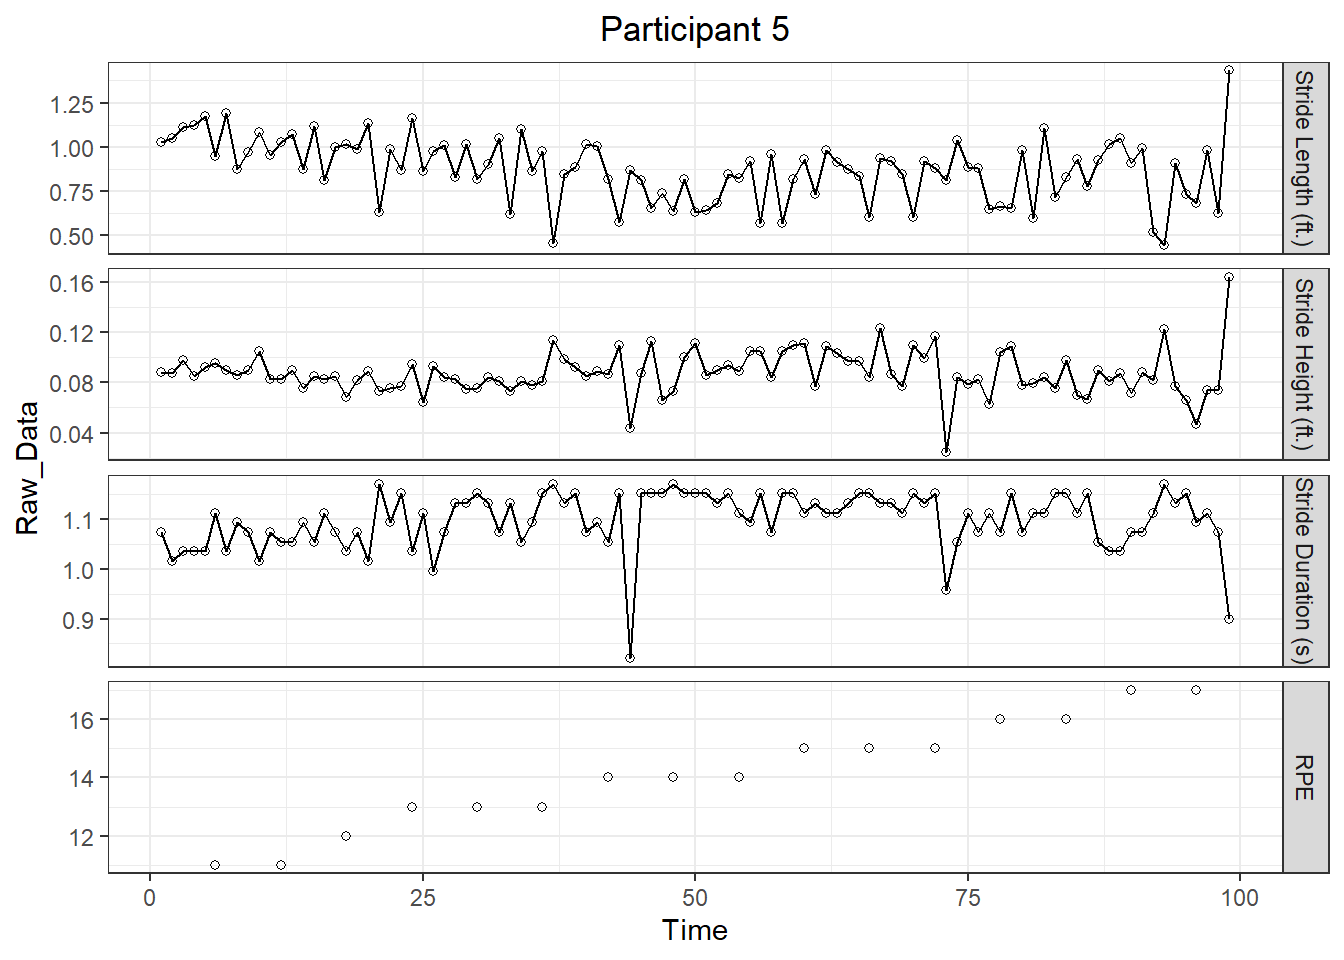 Participant 5
Raw_Data
1.25
1.00
0.75
0.50
Stride Length (ft.)
0.16
0.12
0.08
0.04
Stride Height (ft.)
1.1
1.0
0.9
Stride Duration (s)
16
14
12
RPE
0 25 50 75 100
Time